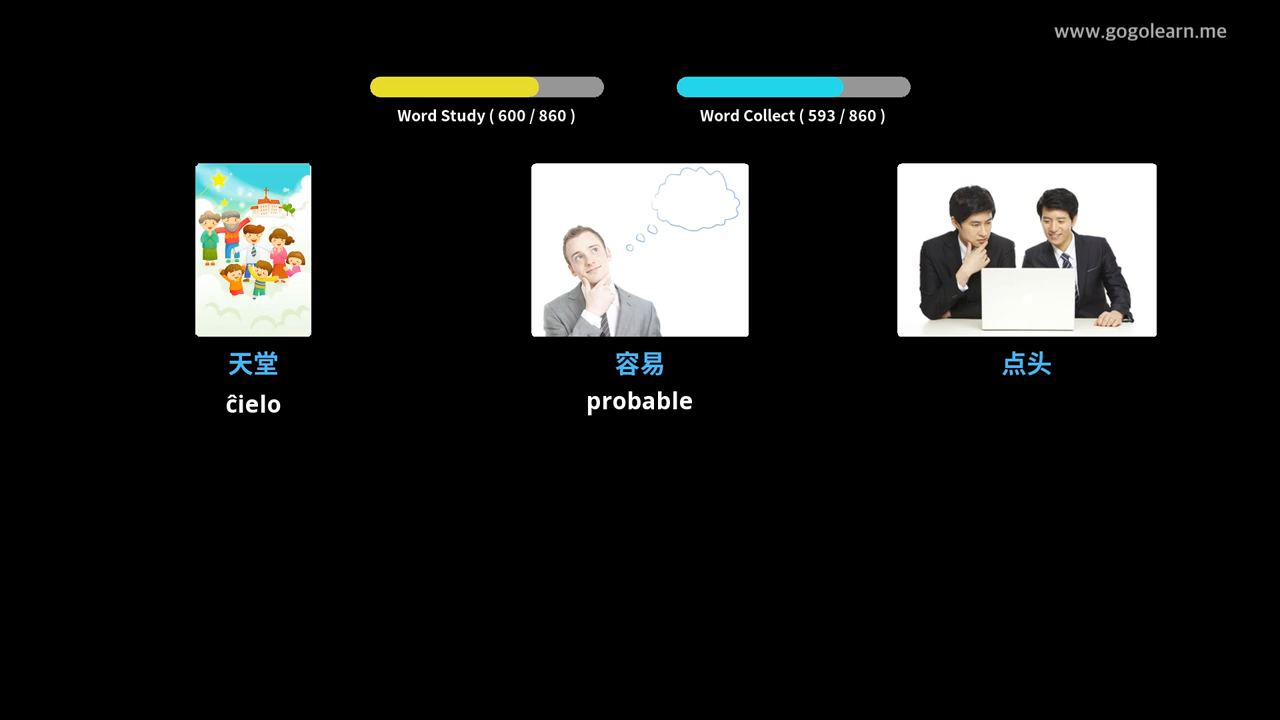 www.gogolearn.me
Word Study ( 600 / 860 )
Word Collect ( 593 / 860 )
天堂
容易
点头
ĉielo
probable